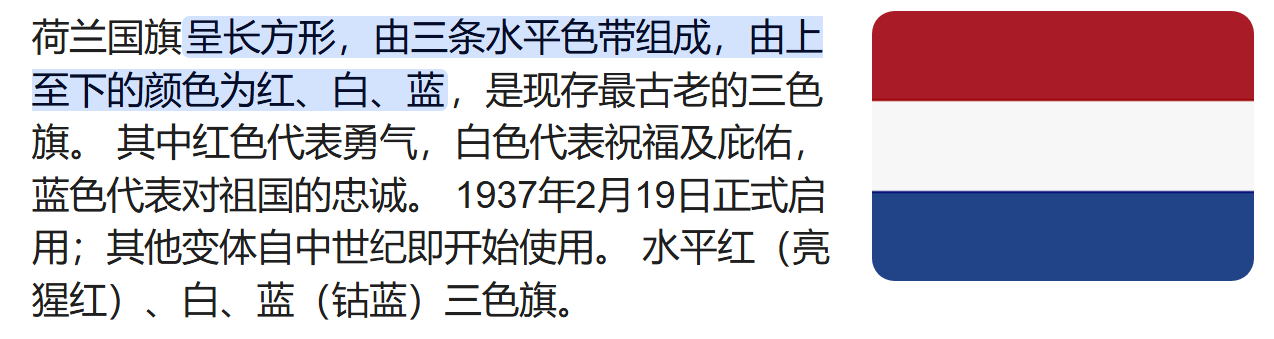 荷兰国旗呈长方形，由三条水平色带组成，由上
至下的颜色为红、白、蓝，是现存最古老的三色
旗。 其中红色代表勇气，白色代表祝福及庇佑，
蓝色代表对祖国的忠诚。 1937年2月19日正式启
用；其他变体自中世纪即开始使用。 水平红（亮
猩红）、白、蓝（钴蓝）三色旗。